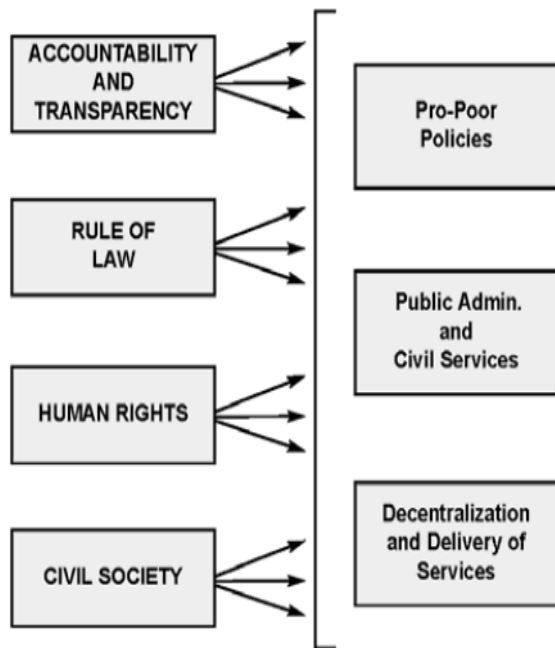 ACCOUNTABILITY
AND
TRANSPARENCY
RULE OF
LAW
HUMAN RIGHTS
CIVIL SOCIETY
Pro-Poor
Policies
Public Admin.
and
Civil Services
Decentralization
and Delivery of
Services